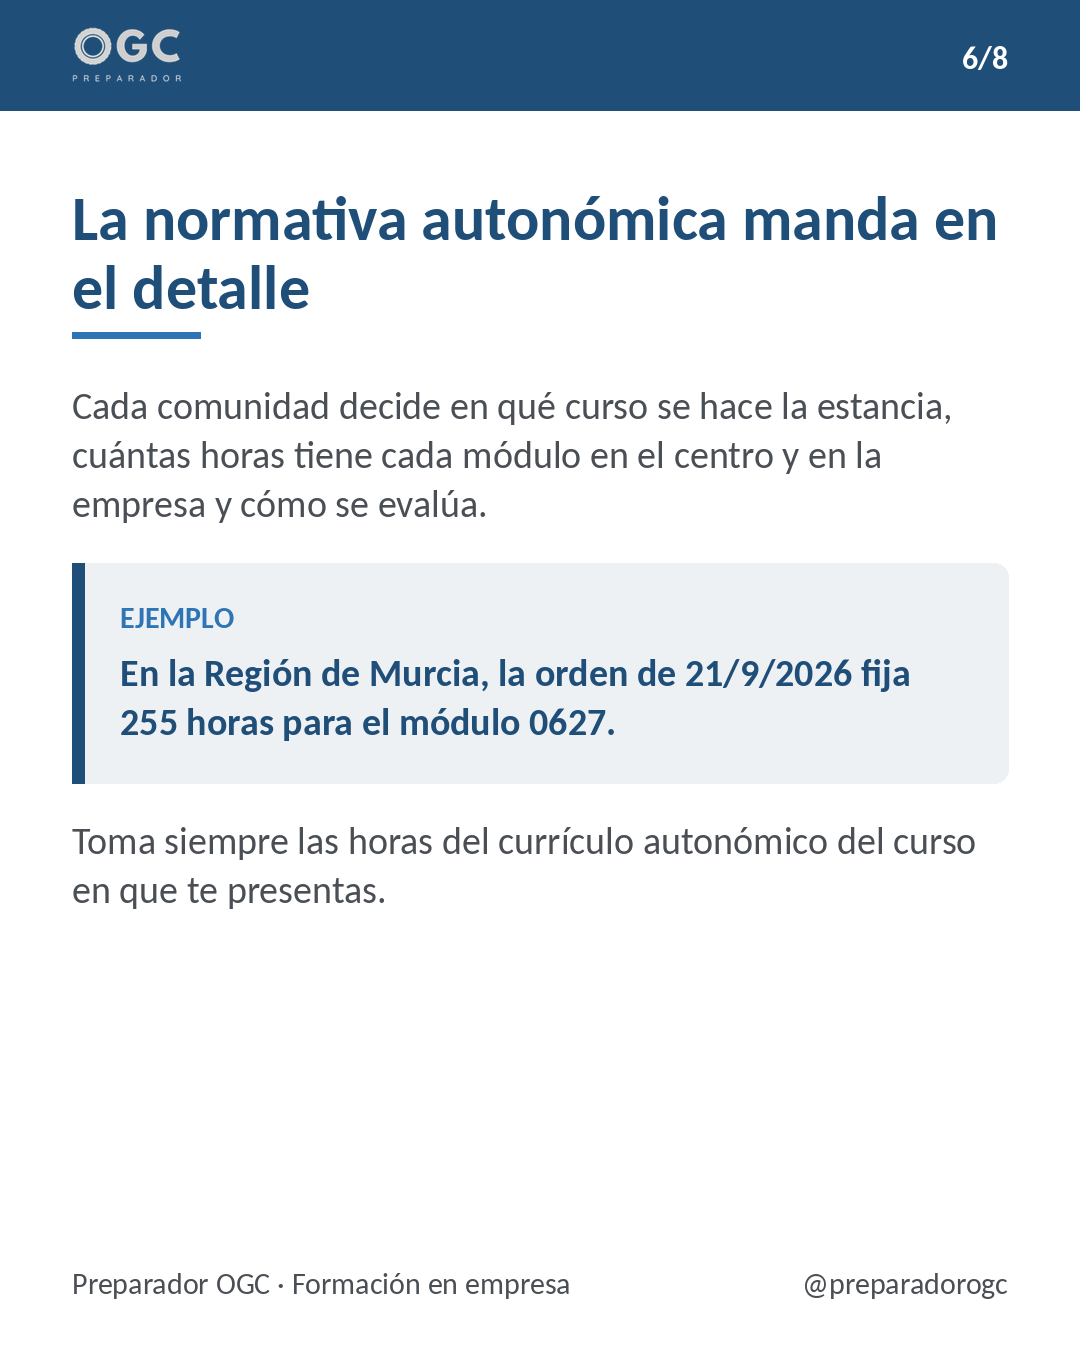 OGC
PREPARADOR
6/8
La normativa autonómica manda en
el detalle
Cada comunidad decide en qué curso se hace la estancia,
cuántas horas tiene cada módulo en el centro y en la
empresa y cómo se evalúa.
EJEMPLO
En la Región de Murcia, la orden de 21/9/2026 fija
255 horas para el módulo 0627.
Toma siempre las horas del currículo autonómico del curso
en que te presentas.
Preparador OGC · Formación en empresa
@preparadorogc